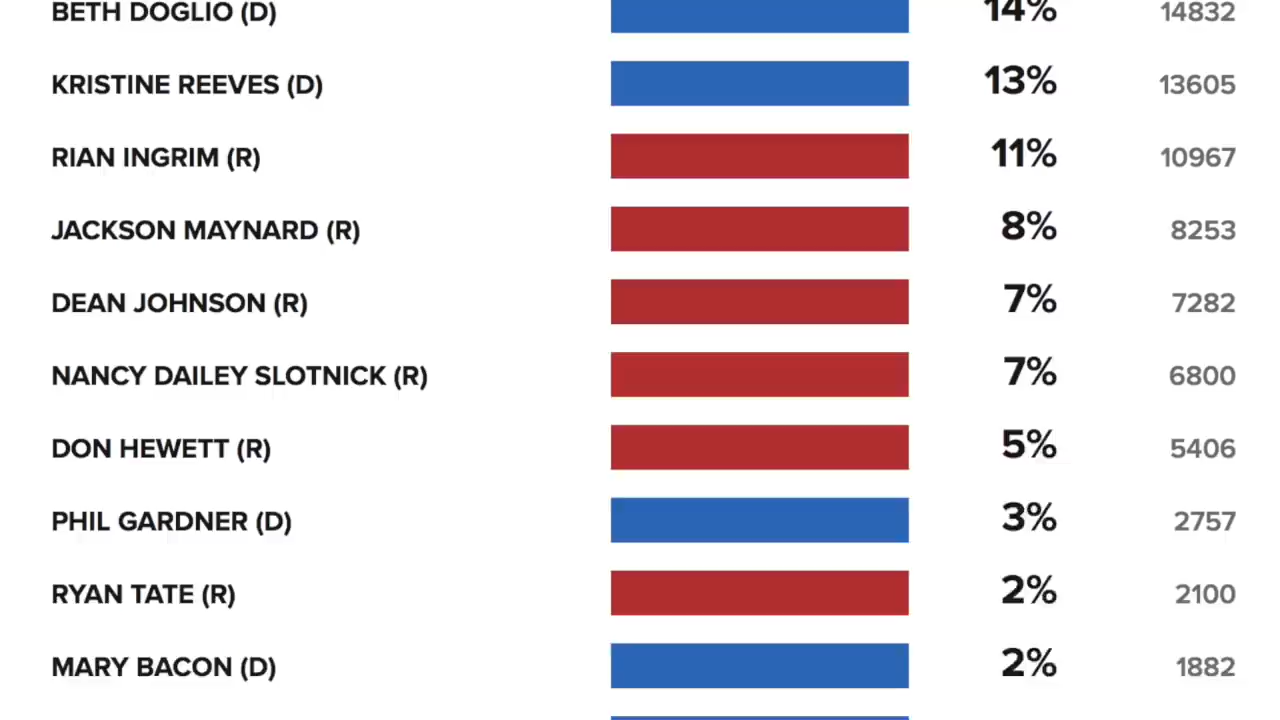 BETH DOGLIO (D) 14% 14832
KRISTINE REEVES (D) 13% 13605
RIAN INGRIM (R) 11% 10967
JACKSON MAYNARD (R) 8% 8253
DEAN JOHNSON (R) 7% 7282
NANCY DAILEY SLOTNICK (R) 7% 6800
DON HEWETT (R) 5% 5406
PHIL GARDNER (D) 3% 2757
RYAN TATE (R) 2% 2100
MARY BACON (D) 2% 1882